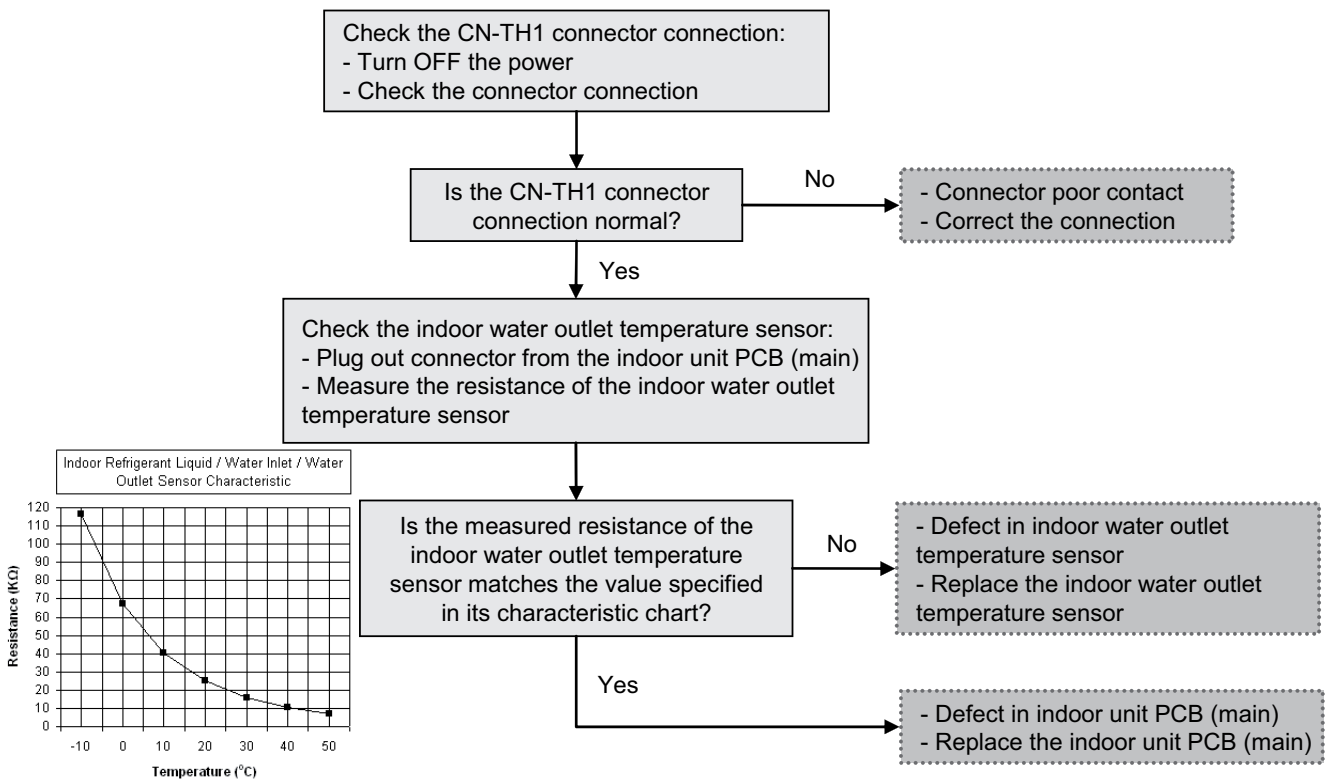 Check the CN-TH1 connector connection:
- Turn OFF the power
- Check the connector connection
Is the CN-TH1 connector
connection normal?
No
- Connector poor contact
- Correct the connection
Yes
Check the indoor water outlet temperature sensor:
- Plug out connector from the indoor unit PCB (main)
- Measure the resistance of the indoor water outlet
temperature sensor
Indoor Refrigerant Liquid / Water Inlet / Water
Outlet Sensor Characteristic
Resistance (KΩ)
120
110
100
90
80
70
60
50
40
30
20
10
0
-10 0 10 20 30 40 50
Temperature (°C)
Is the measured resistance of the
indoor water outlet temperature
sensor matches the value specified
in its characteristic chart?
No
- Defect in indoor water outlet
temperature sensor
- Replace the indoor water outlet
temperature sensor
Yes
- Defect in indoor unit PCB (main)
- Replace the indoor unit PCB (main)